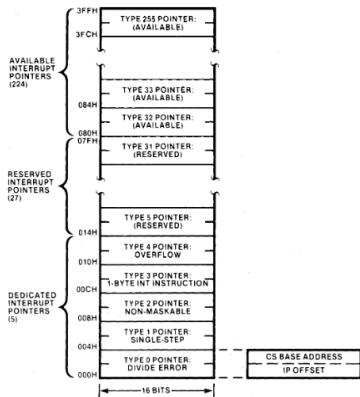 3FFH
TYPE 255 POINTER:
(AVAILABLE)
3FCH
AVAILABLE
INTERRUPT
POINTERS
(224)
TYPE 33 POINTER:
(AVAILABLE)
084H
TYPE 32 POINTER:
(AVAILABLE)
080H
07FH
TYPE 31 POINTER:
(RESERVED)
RESERVED
INTERRUPT
POINTERS
(27)
TYPE 5 POINTER:
(RESERVED)
014H
TYPE 4 POINTER:
OVERFLOW
010H
TYPE 3 POINTER:
1-BYTE INT INSTRUCTION
00CH
DEDICATED
INTERRUPT
POINTERS
(5)
TYPE 2 POINTER:
NON-MASKABLE
008H
TYPE 1 POINTER:
SINGLE-STEP
004H
TYPE 0 POINTER:
DIVIDE ERROR
000H
CS BASE ADDRESS
IP OFFSET
16 BITS